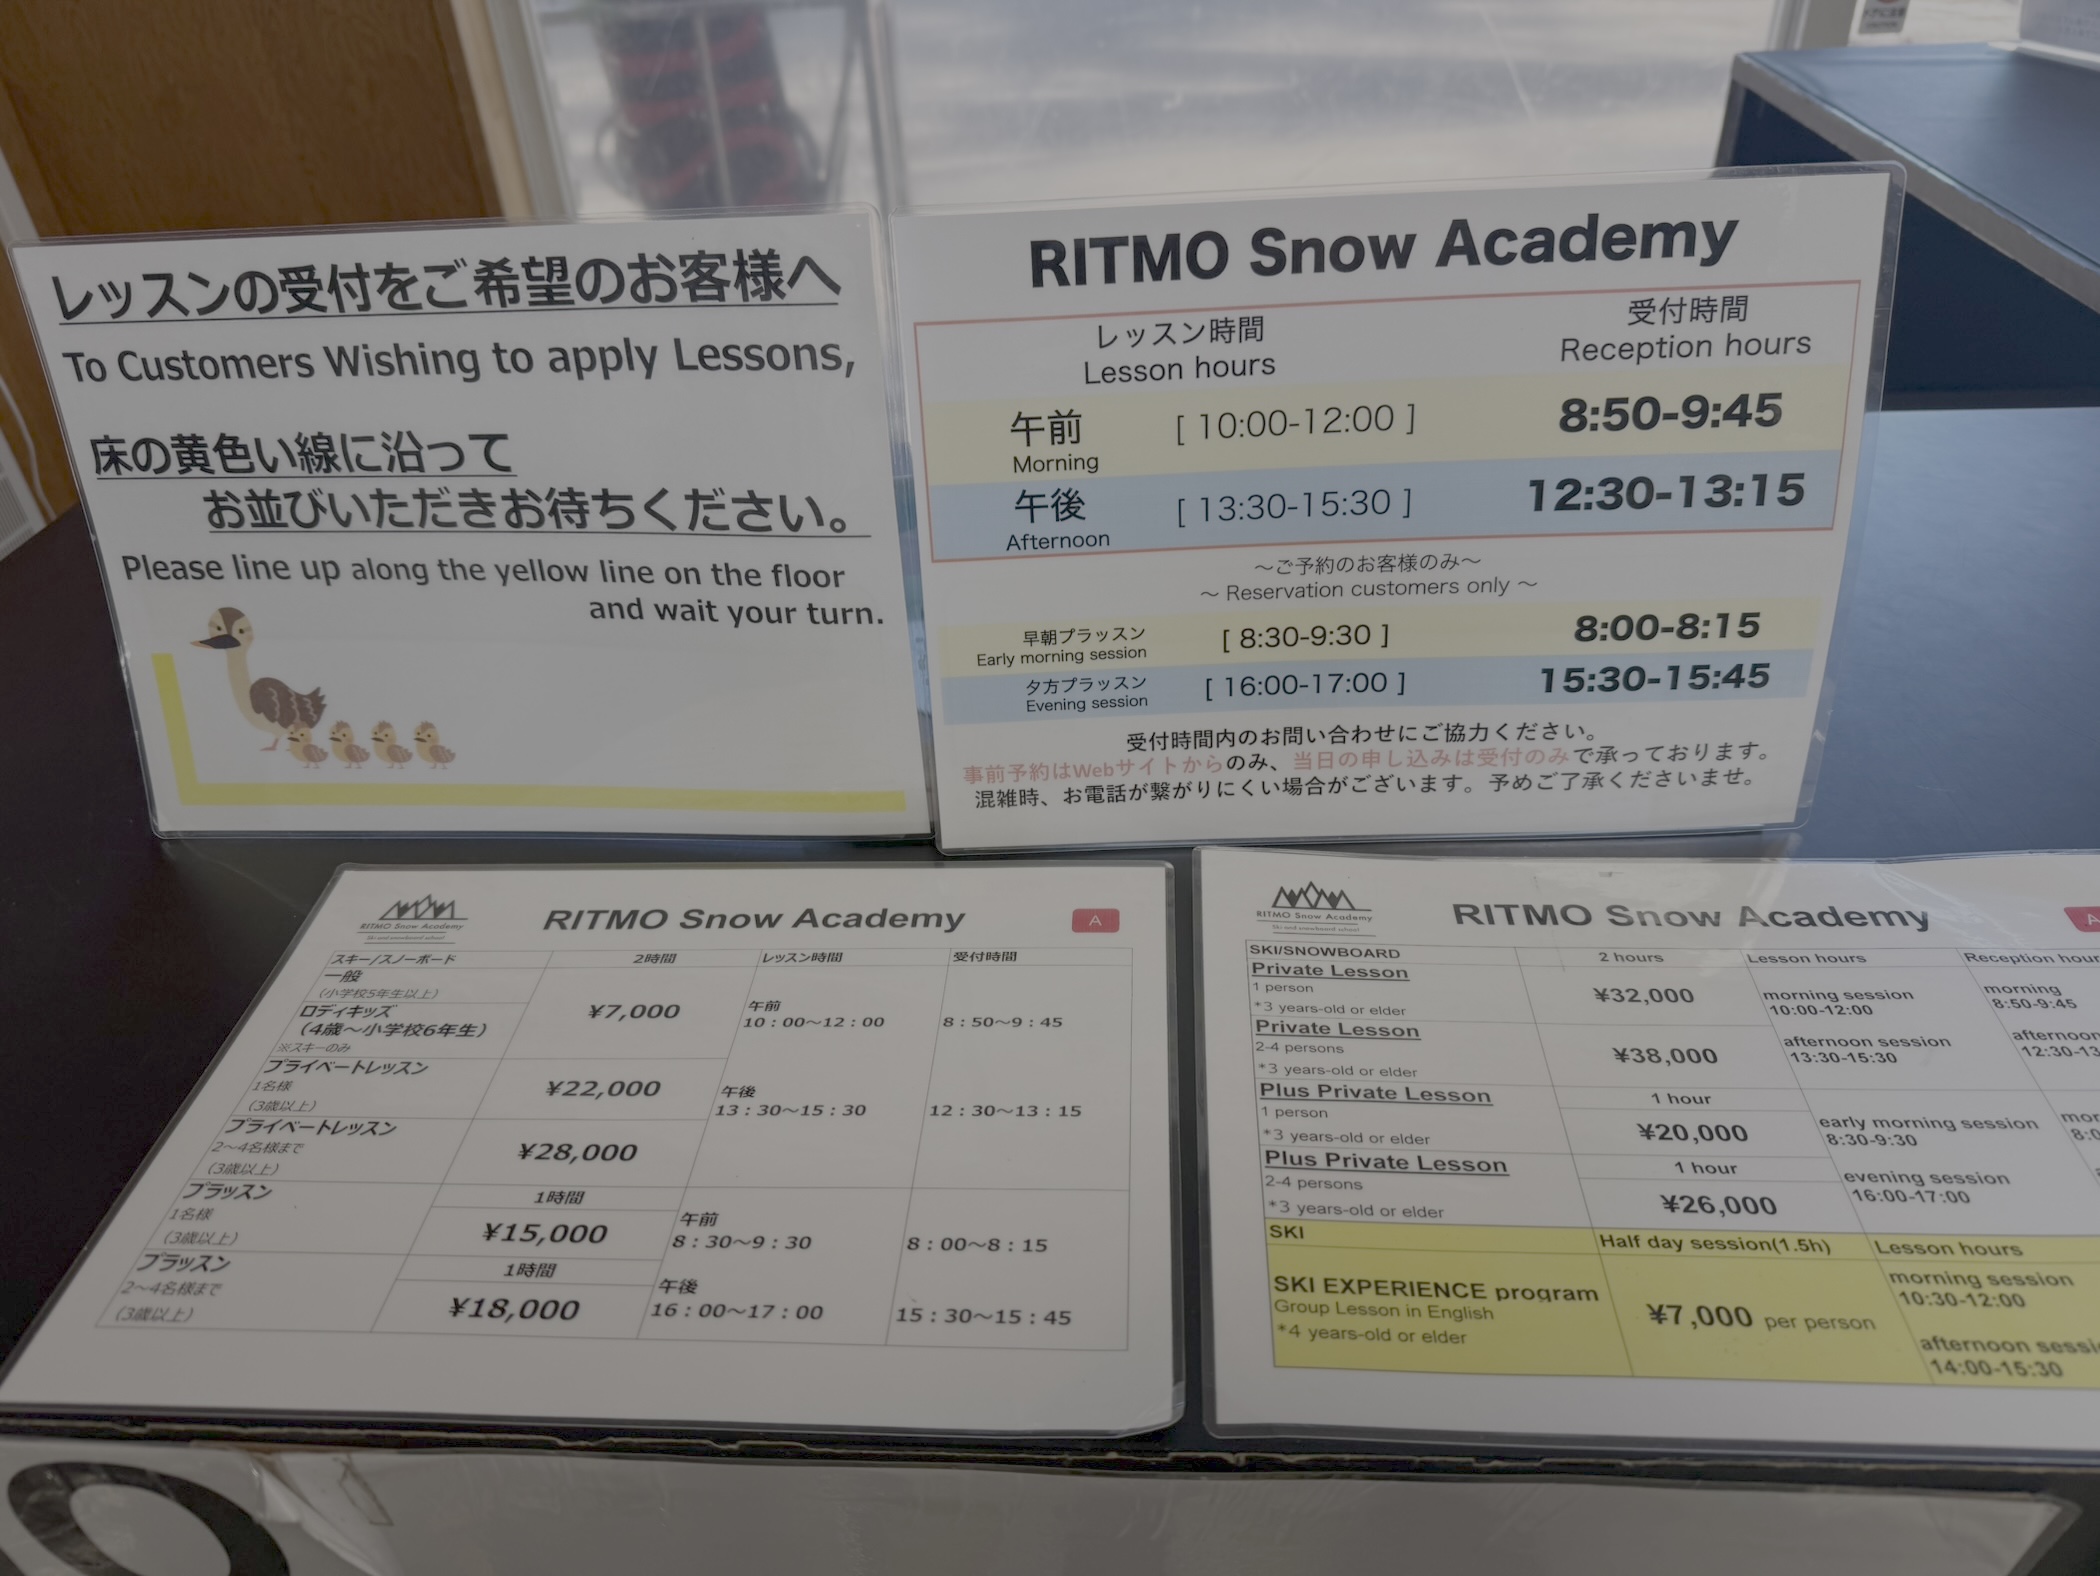 レッスンの受付をご希望のお客様へ
To Customers Wishing to apply Lessons,
床の黄色い線に沿って
お並びいただきお待ちください。
Please line up along the yellow line on the floor
and wait your turn.
RITMO Snow Academy
レッスン時間 受付時間
Lesson hours Reception hours
午前 [ 10:00-12:00 ] 8:50-9:45
Morning
午後 [ 13:30-15:30 ] 12:30-13:15
Afternoon
～ご予約のお客様のみ～
～ Reservation customers only ～
早朝プラッスン [ 8:30-9:30 ] 8:00-8:15
Early morning session
夕方プラッスン [ 16:00-17:00 ] 15:30-15:45
Evening session
受付時間内のお問い合わせにご協力ください。
事前予約はWebサイトからのみ、当日の申し込みは受付のみで承っております。
混雑時、お電話が繋がりにくい場合がございます。予めご了承くださいませ。
RITMO Snow Academy
Ski and snowboard school
RITMO Snow Academy A
スキー/スノーボード 2時間 レッスン時間 受付時間
一般
(小学校5年生以上)
ロディキッズ
(4歳～小学校6年生)
※スキーのみ
¥7,000
午前
10：00～12：00 8：50～9：45
プライベートレッスン
1名様
(3歳以上)
¥22,000
午後
13：30～15：30 12：30～13：15
プライベートレッスン
2～4名様まで
(3歳以上)
¥28,000
プラッスン 1時間
1名様
(3歳以上)
¥15,000
午前
8：30～9：30 8：00～8：15
プラッスン 1時間
2～4名様まで
(3歳以上)
¥18,000
午後
16：00～17：00 15：30～15：45
RITMO Snow Academy
Ski and snowboard school
RITMO Snow Academy A
SKI/SNOWBOARD 2 hours Lesson hours Reception hour
Private Lesson
1 person
*3 years-old or elder
¥32,000
morning session
10:00-12:00
morning
8:50-9:45
Private Lesson
2-4 persons
*3 years-old or elder
¥38,000
afternoon session
13:30-15:30
afternoon
12:30-13
Plus Private Lesson 1 hour
1 person
*3 years-old or elder
¥20,000
early morning session
8:30-9:30
mor
8:0
Plus Private Lesson 1 hour
2-4 persons
*3 years-old or elder
¥26,000
evening session
16:00-17:00
SKI Half day session(1.5h) Lesson hours
SKI EXPERIENCE program
Group Lesson in English
*4 years-old or elder
¥7,000 per person
morning session
10:30-12:00
afternoon sessi
14:00-15:30